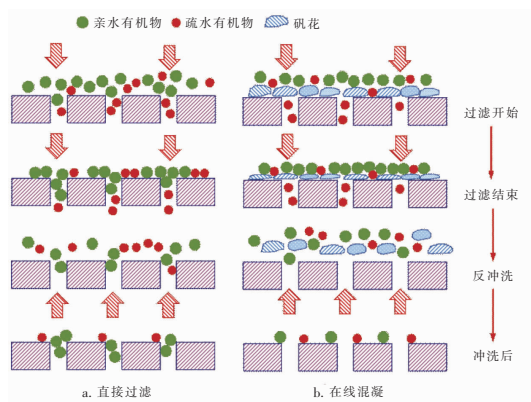 亲水有机物 疏水有机物 矾花
过滤开始
过滤结束
反冲洗
冲洗后
a. 直接过滤 b. 在线混凝